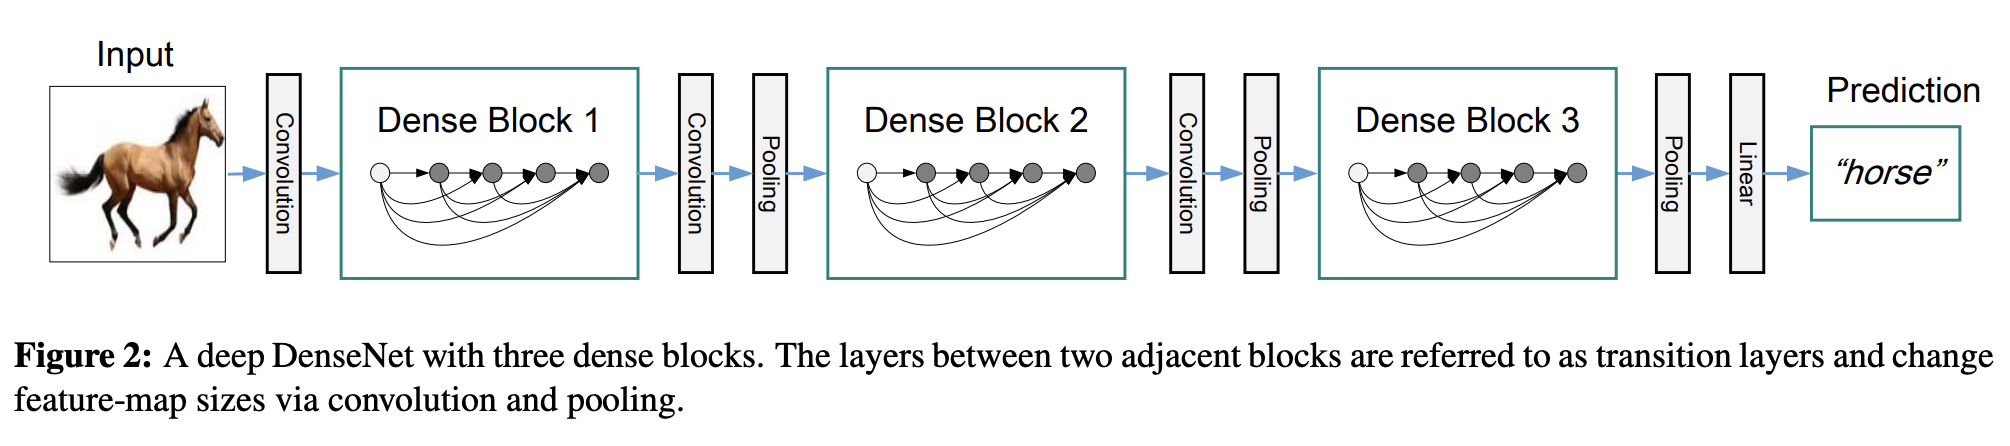 Input
Convolution
Dense Block 1
Convolution
Pooling
Dense Block 2
Convolution
Pooling
Dense Block 3
Pooling
Linear
Prediction
“horse”
Figure 2: A deep DenseNet with three dense blocks. The layers between two adjacent blocks are referred to as transition layers and change
feature-map sizes via convolution and pooling.